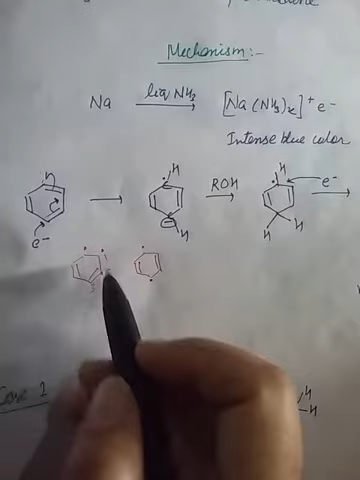 Mechanism:-
Na liq NH3 [Na(NH3)x]+ e-
Intense blue color
H H ROH H e-
e- H H H
Case 1 H
H